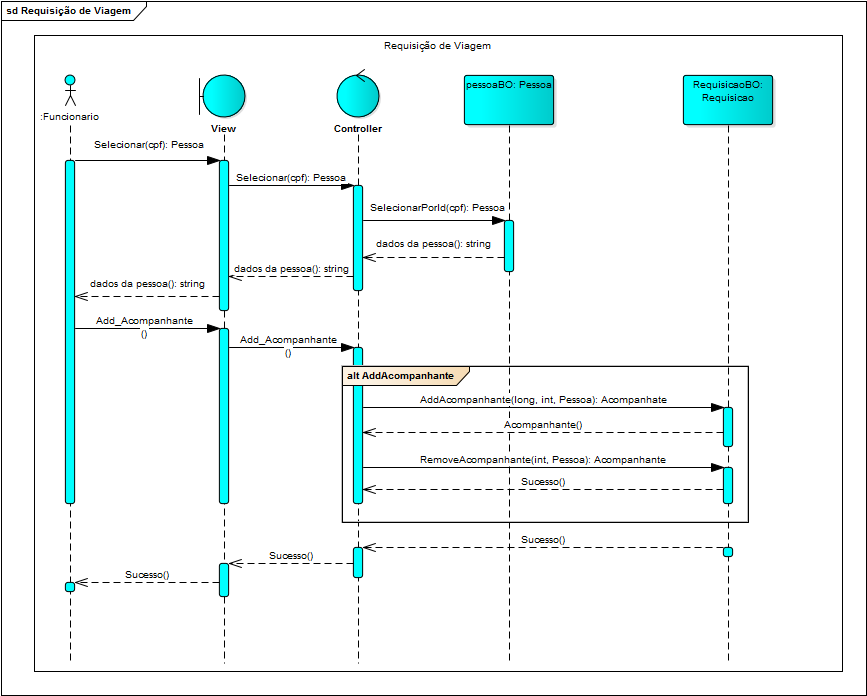 sd Requisição de Viagem
Requisição de Viagem
:Funcionario
View
Controller
pessoaBO: Pessoa
RequisicaoBO:
Requisicao
Selecionar(cpf): Pessoa
Selecionar(cpf): Pessoa
SelecionarPorId(cpf): Pessoa
dados da pessoa(): string
dados da pessoa(): string
dados da pessoa(): string
Add_Acompanhante
()
Add_Acompanhante
()
alt AddAcompanhante
AddAcompanhante(long, int, Pessoa): Acompanhate
Acompanhante()
RemoveAcompanhante(int, Pessoa): Acompanhante
Sucesso()
Sucesso()
Sucesso()
Sucesso()